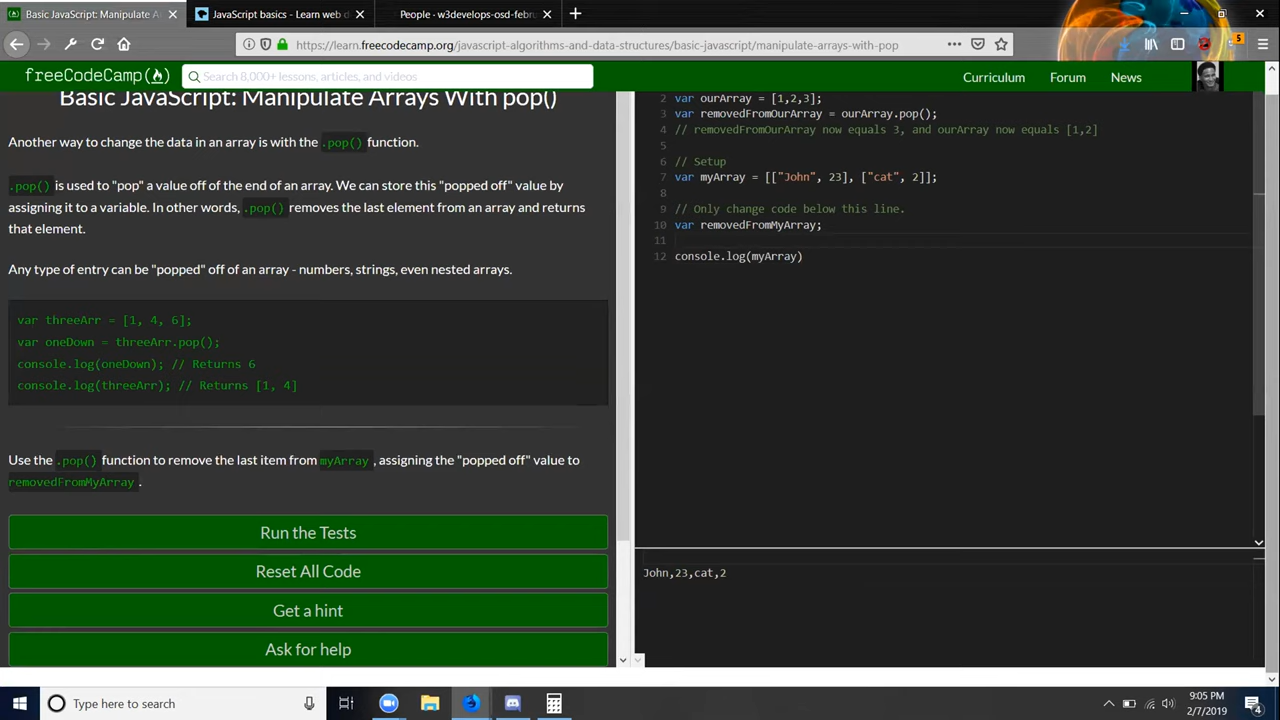 Basic JavaScript: Manipulate A
JavaScript basics - Learn web d
People - w3develops-osd-febru
https://learn.freecodecamp.org/javascript-algorithms-and-data-structures/basic-javascript/manipulate-arrays-with-pop
5
freeCodeCamp
Search 8,000+ lessons, articles, and videos
Curriculum
Forum
News
Basic JavaScript: Manipulate Arrays With pop()
Another way to change the data in an array is with the .pop() function.
.pop() is used to "pop" a value off of the end of an array. We can store this "popped off" value by
assigning it to a variable. In other words, .pop() removes the last element from an array and returns
that element.
Any type of entry can be "popped" off of an array - numbers, strings, even nested arrays.
var threeArr = [1, 4, 6];
var oneDown = threeArr.pop();
console.log(oneDown); // Returns 6
console.log(threeArr); // Returns [1, 4]
Use the .pop() function to remove the last item from myArray, assigning the "popped off" value to
removedFromMyArray.
Run the Tests
Reset All Code
Get a hint
Ask for help
2 var ourArray = [1,2,3];
3 var removedFromOurArray = ourArray.pop();
4 // removedFromOurArray now equals 3, and ourArray now equals [1,2]
5
6 // Setup
7 var myArray = [["John", 23], ["cat", 2]];
8
9 // Only change code below this line.
10 var removedFromMyArray;
11
12 console.log(myArray)
John,23,cat,2
Type here to search
9:05 PM
2/7/2019
4